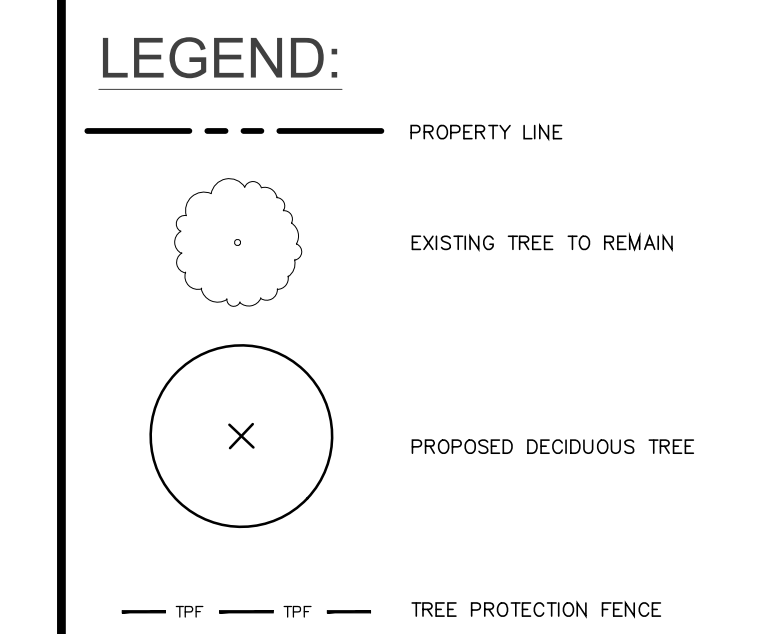 LEGEND:
PROPERTY LINE
EXISTING TREE TO REMAIN
PROPOSED DECIDUOUS TREE
TPF TPF TREE PROTECTION FENCE